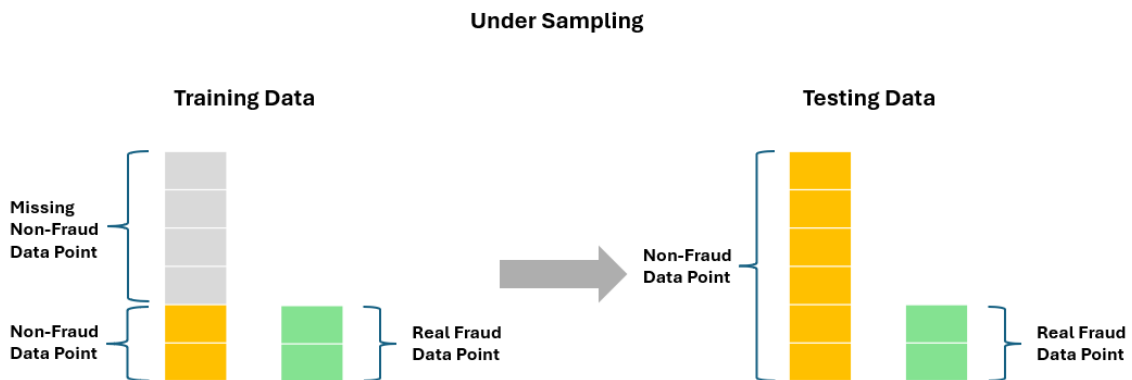 Under Sampling
Training Data
Testing Data
Missing
Non-Fraud
Data Point
Non-Fraud
Data Point
Real Fraud
Data Point
Non-Fraud
Data Point
Real Fraud
Data Point